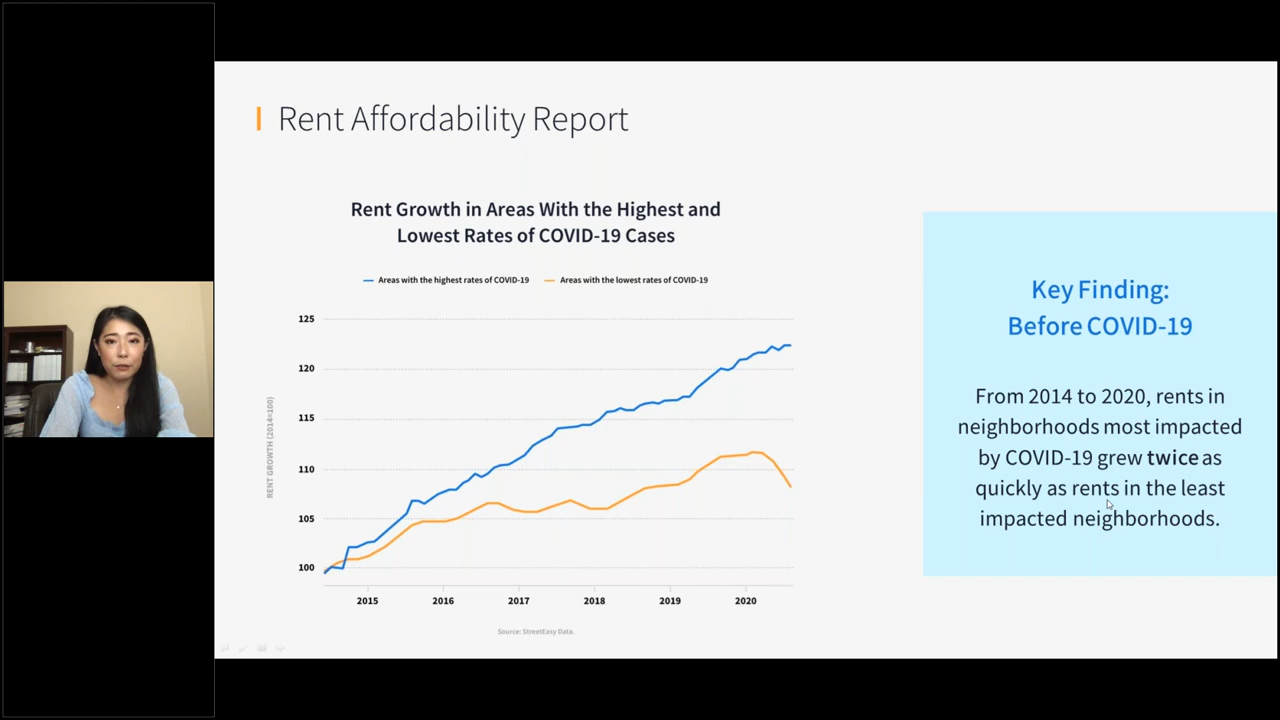 Rent Affordability Report
Rent Growth in Areas With the Highest and
Lowest Rates of COVID-19 Cases
Areas with the highest rates of COVID-19
Areas with the lowest rates of COVID-19
RENT GROWTH (2014=100)
125
120
115
110
105
100
2015
2016
2017
2018
2019
2020
Source: StreetEasy Data.
Key Finding:
Before COVID-19
From 2014 to 2020, rents in
neighborhoods most impacted
by COVID-19 grew twice as
quickly as rents in the least
impacted neighborhoods.